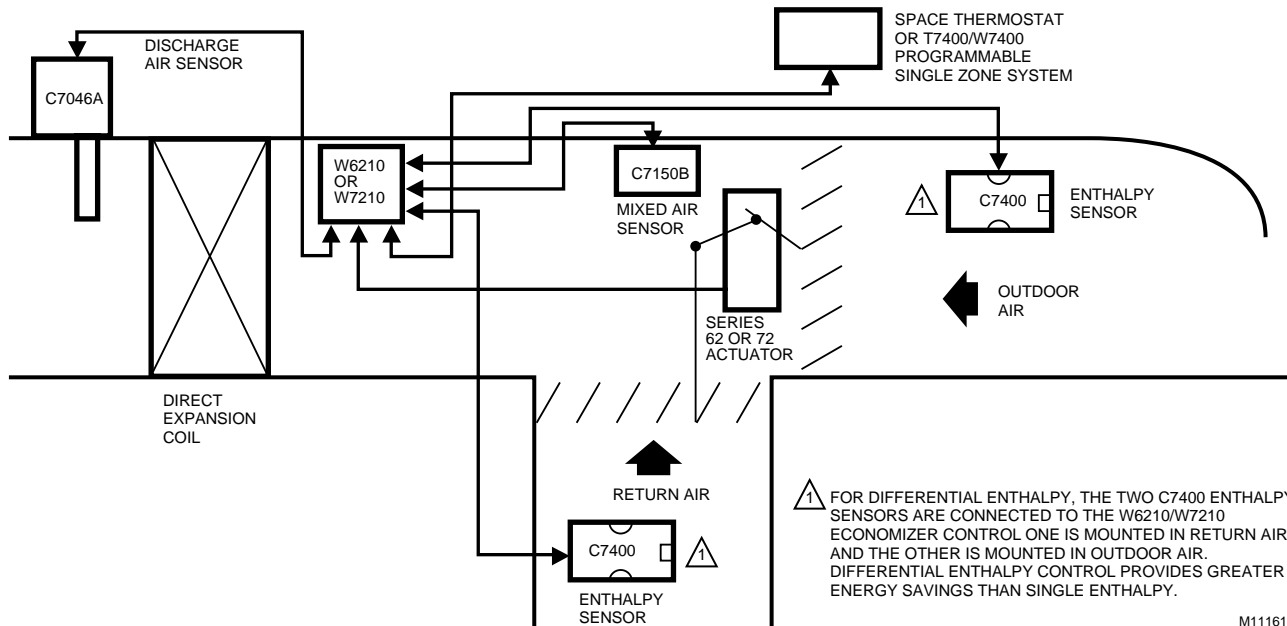 DISCHARGE
AIR SENSOR
C7046A
SPACE THERMOSTAT
OR T7400/W7400
PROGRAMMABLE
SINGLE ZONE SYSTEM
W6210
OR
W7210
C7150B
MIXED AIR
SENSOR
1
C7400
ENTHALPY
SENSOR
OUTDOOR
AIR
SERIES
62 OR 72
ACTUATOR
DIRECT
EXPANSION
COIL
RETURN AIR
C7400
1
ENTHALPY
SENSOR
1 FOR DIFFERENTIAL ENTHALPY, THE TWO C7400 ENTHALPY
SENSORS ARE CONNECTED TO THE W6210/W7210
ECONOMIZER CONTROL ONE IS MOUNTED IN RETURN AIR
AND THE OTHER IS MOUNTED IN OUTDOOR AIR.
DIFFERENTIAL ENTHALPY CONTROL PROVIDES GREATER
ENERGY SAVINGS THAN SINGLE ENTHALPY.
M11161